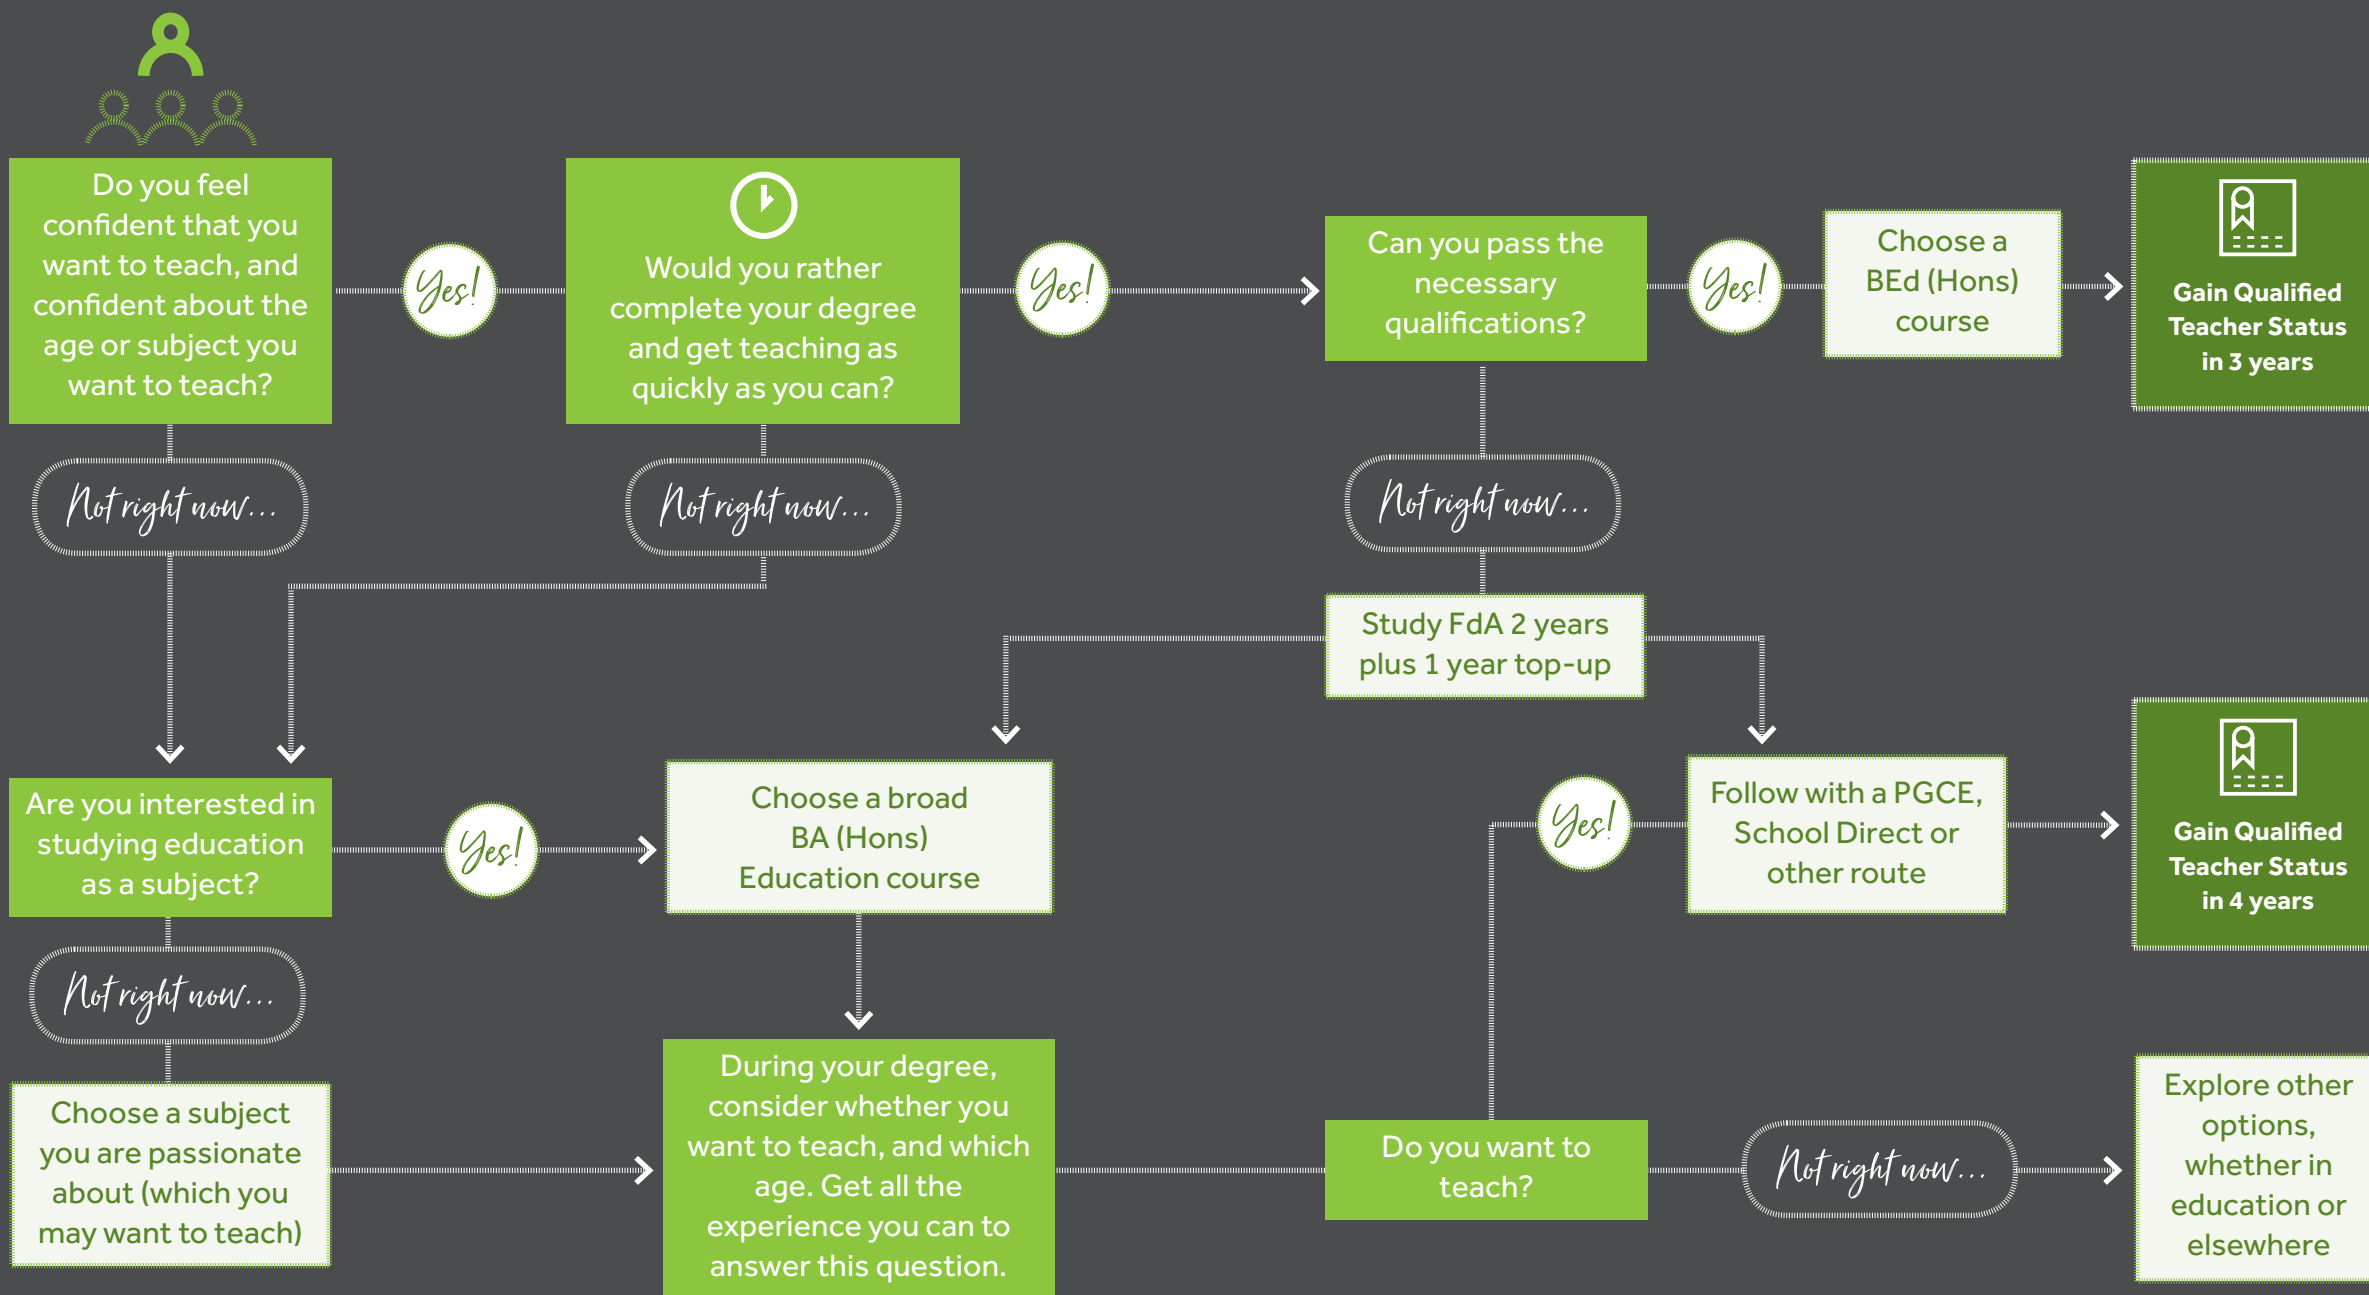 Do you feel
confident that you
want to teach, and
confident about the
age or subject you
want to teach?
Yes!
Would you rather
complete your degree
and get teaching as
quickly as you can?
Yes!
Can you pass the
necessary
qualifications?
Yes!
Choose a
BEd (Hons)
course
Gain Qualified
Teacher Status
in 3 years
Not right now...
Not right now...
Not right now...
Study FdA 2 years
plus 1 year top-up
Are you interested in
studying education
as a subject?
Yes!
Choose a broad
BA (Hons)
Education course
Yes!
Follow with a PGCE,
School Direct or
other route
Gain Qualified
Teacher Status
in 4 years
Not right now...
Choose a subject
you are passionate
about (which you
may want to teach)
During your degree,
consider whether you
want to teach, and which
age. Get all the
experience you can to
answer this question.
Do you want to
teach?
Not right now...
Explore other
options,
whether in
education or
elsewhere